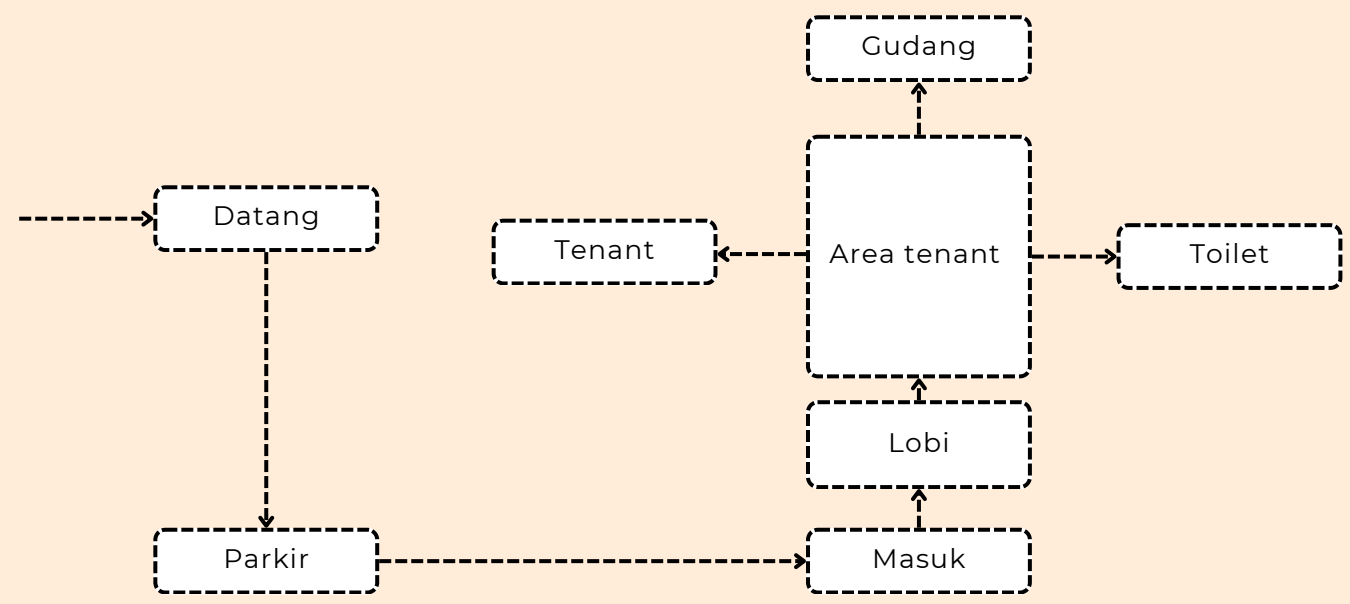 Gudang
Datang
Tenant
Area tenant
Toilet
Lobi
Parkir
Masuk